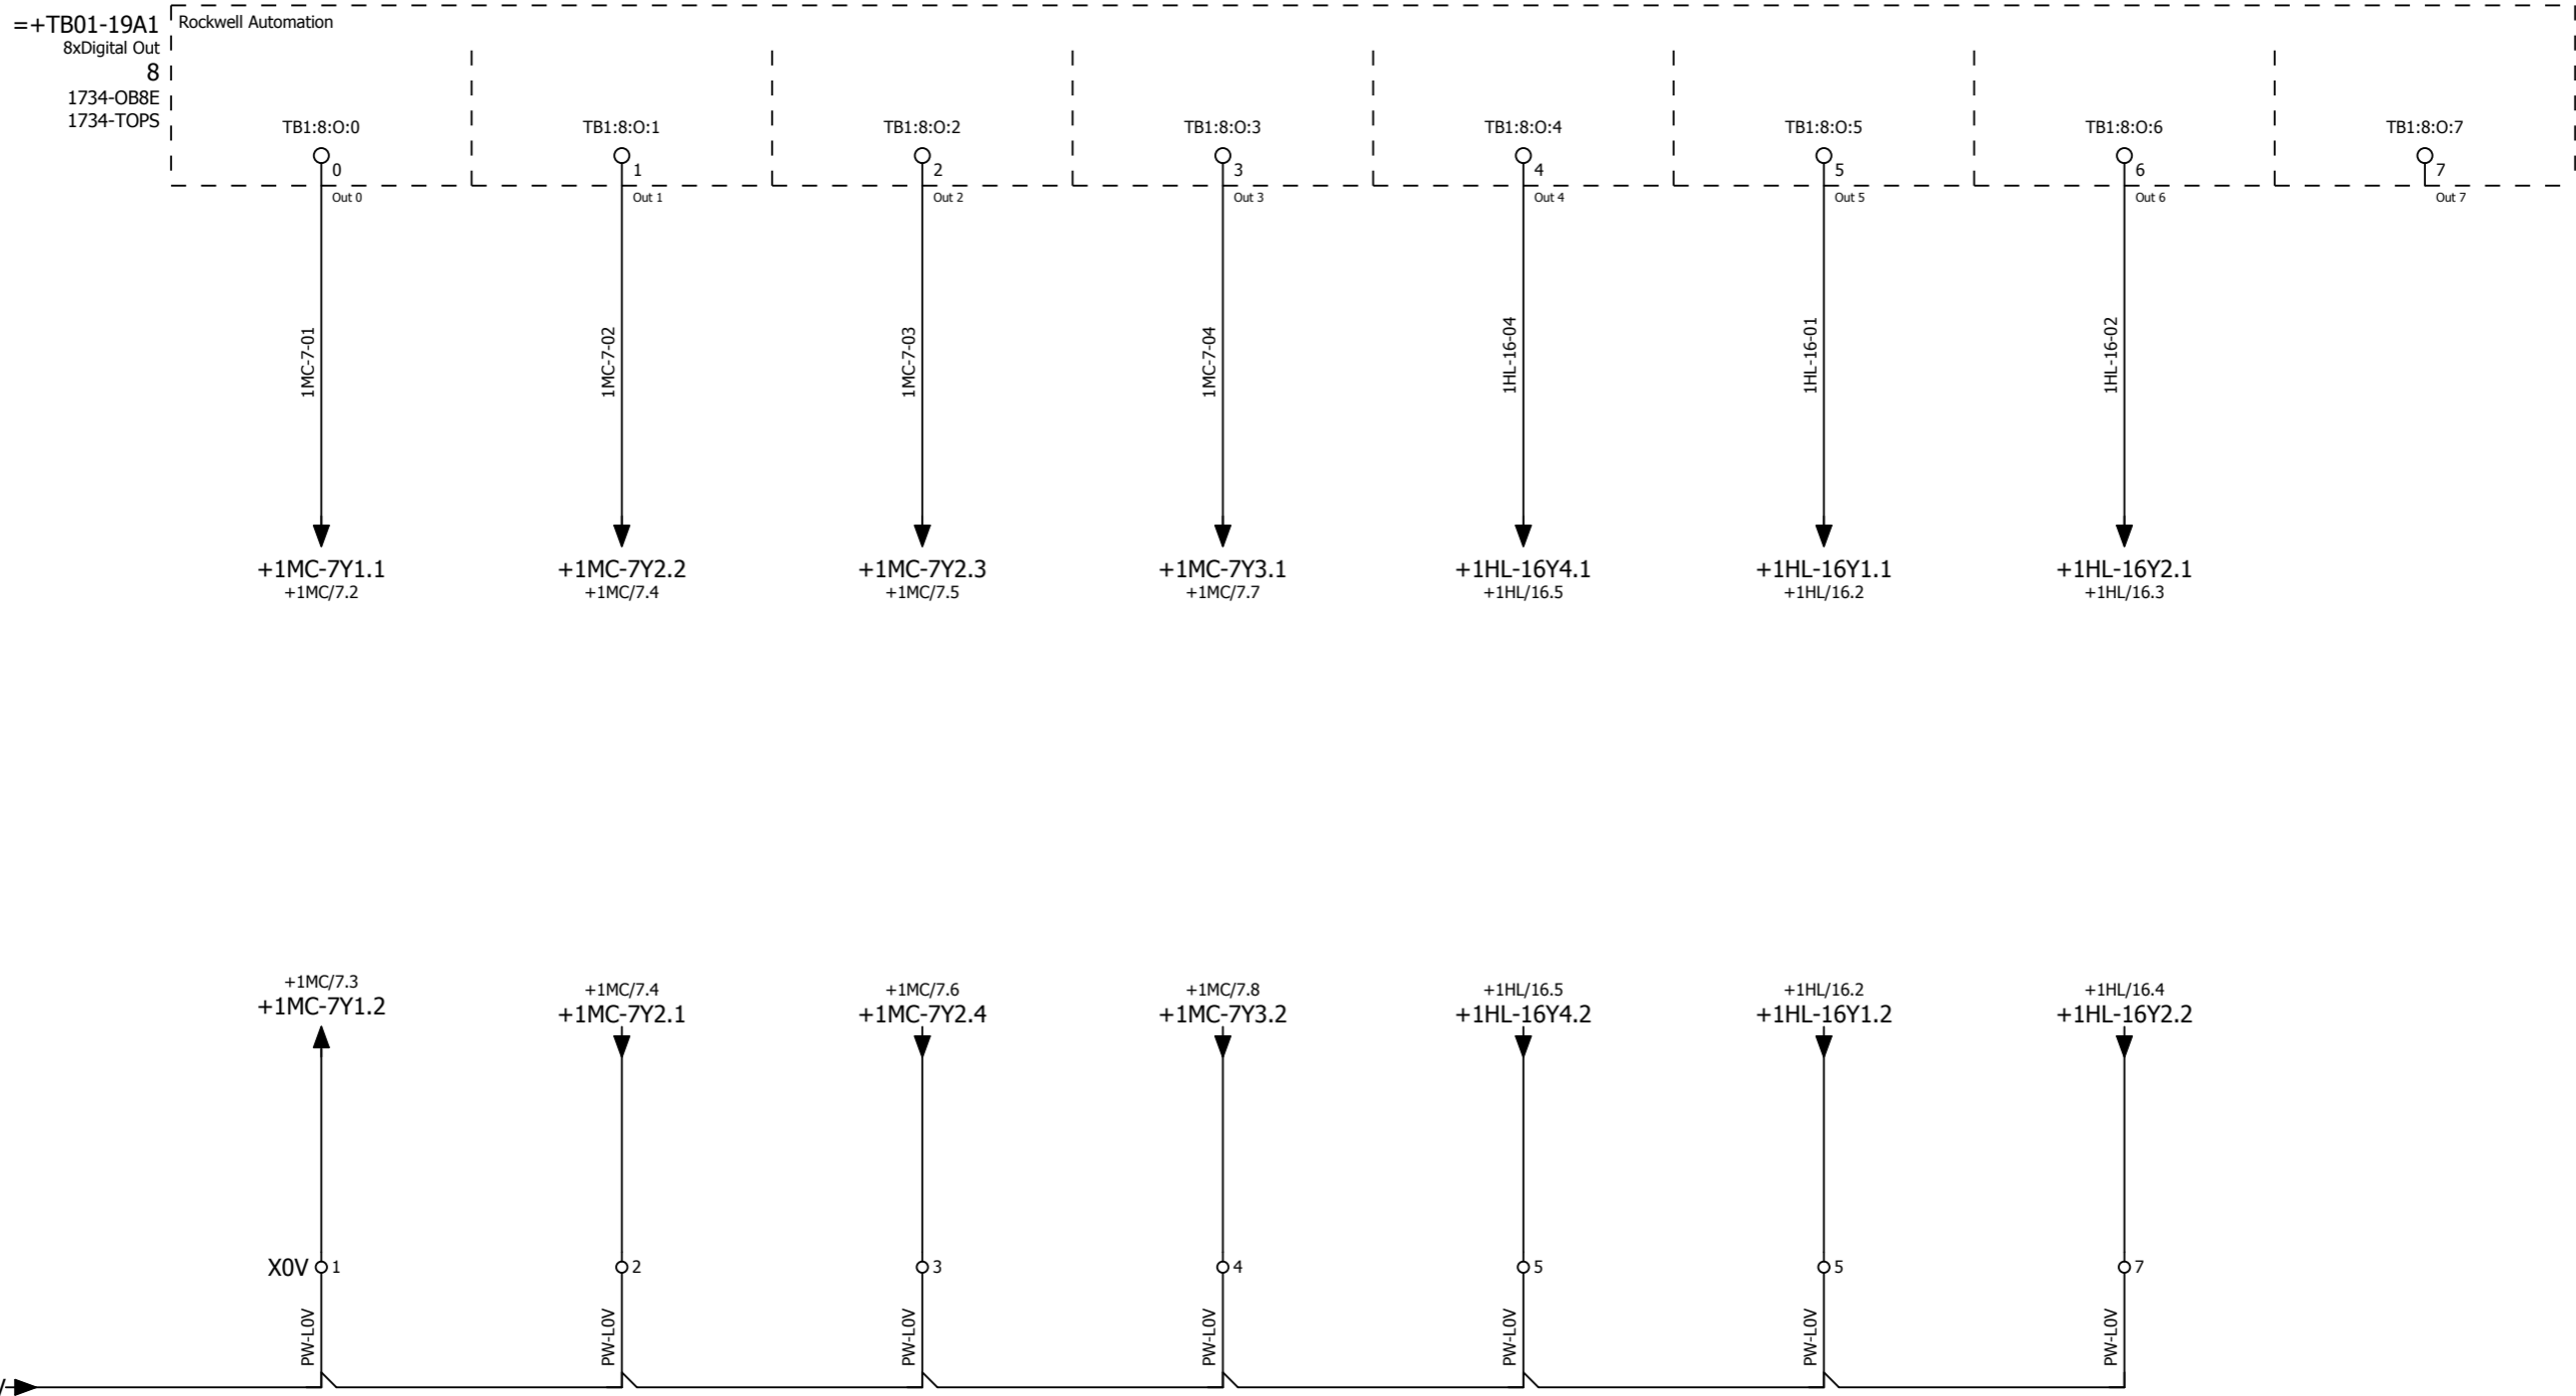 =+TB01-19A1
8xDigital Out
8
1734-OB8E
1734-TOPS
Rockwell Automation
TB1:8:O:0 TB1:8:O:1 TB1:8:O:2 TB1:8:O:3 TB1:8:O:4 TB1:8:O:5 TB1:8:O:6 TB1:8:O:7
0 1 2 3 4 5 6 7
Out 0 Out 1 Out 2 Out 3 Out 4 Out 5 Out 6 Out 7
1MC-7-01 1MC-7-02 1MC-7-03 1MC-7-04 1HL-16-04 1HL-16-01 1HL-16-02
+1MC-7Y1.1 +1MC-7Y2.2 +1MC-7Y2.3 +1MC-7Y3.1 +1HL-16Y4.1 +1HL-16Y1.1 +1HL-16Y2.1
+1MC/7.2 +1MC/7.4 +1MC/7.5 +1MC/7.7 +1HL/16.5 +1HL/16.2 +1HL/16.3
+1MC/7.3 +1MC/7.4 +1MC/7.6 +1MC/7.8 +1HL/16.5 +1HL/16.2 +1HL/16.4
+1MC-7Y1.2 +1MC-7Y2.1 +1MC-7Y2.4 +1MC-7Y3.2 +1HL-16Y4.2 +1HL-16Y1.2 +1HL-16Y2.2
X0V 1 2 3 4 5 5 7
PW-L0V PW-L0V PW-L0V PW-L0V PW-L0V PW-L0V PW-L0V